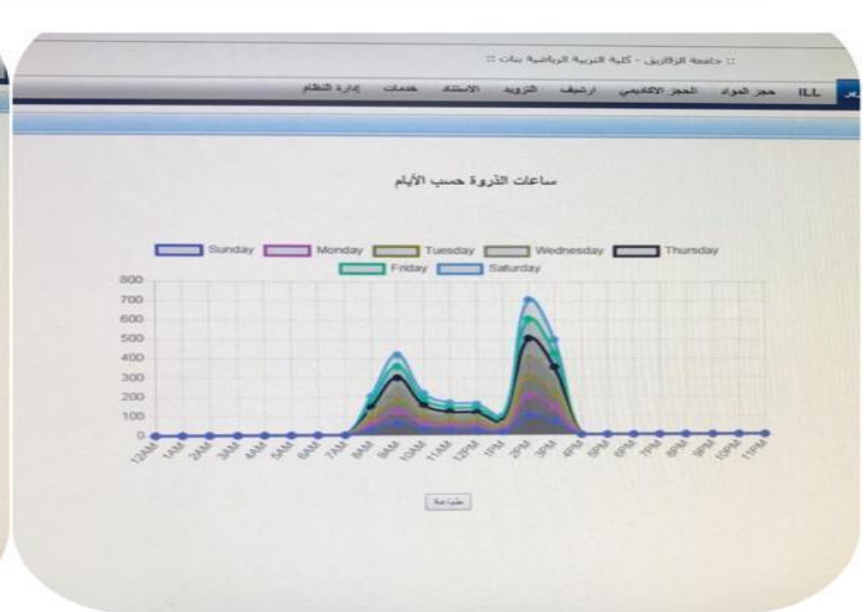 :: جامعة الزقازيق - كلية التربية الرياضية بنات ::
ILL حجز المواد الحجز الاكاديمي ارشيف التزويد الاستناد خدمات إدارة النظام
ساعات الذروة حسب الأيام
Sunday Monday Tuesday Wednesday Thursday
Friday Saturday
800
700
600
500
400
300
200
100
0
12AM 1AM 2AM 3AM 4AM 5AM 6AM 7AM 8AM 9AM 10AM 11AM 12PM 1PM 2PM 3PM 4PM 5PM 6PM 7PM 8PM 9PM 10PM 11PM
طباعة